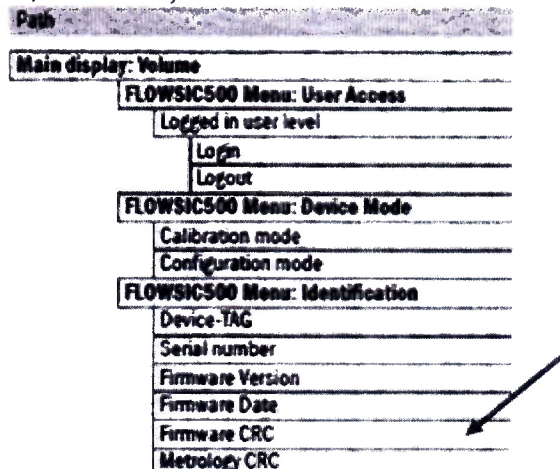 Path
Main display: Volume
FLOWSIC500 Menu: User Access
Logged in user level
Login
Logout
FLOWSIC500 Menu: Device Mode
Calibration mode
Configuration mode
FLOWSIC500 Menu: Identification
Device-TAG
Serial number
Firmware Version
Firmware Date
Firmware CRC
Metrology CRC